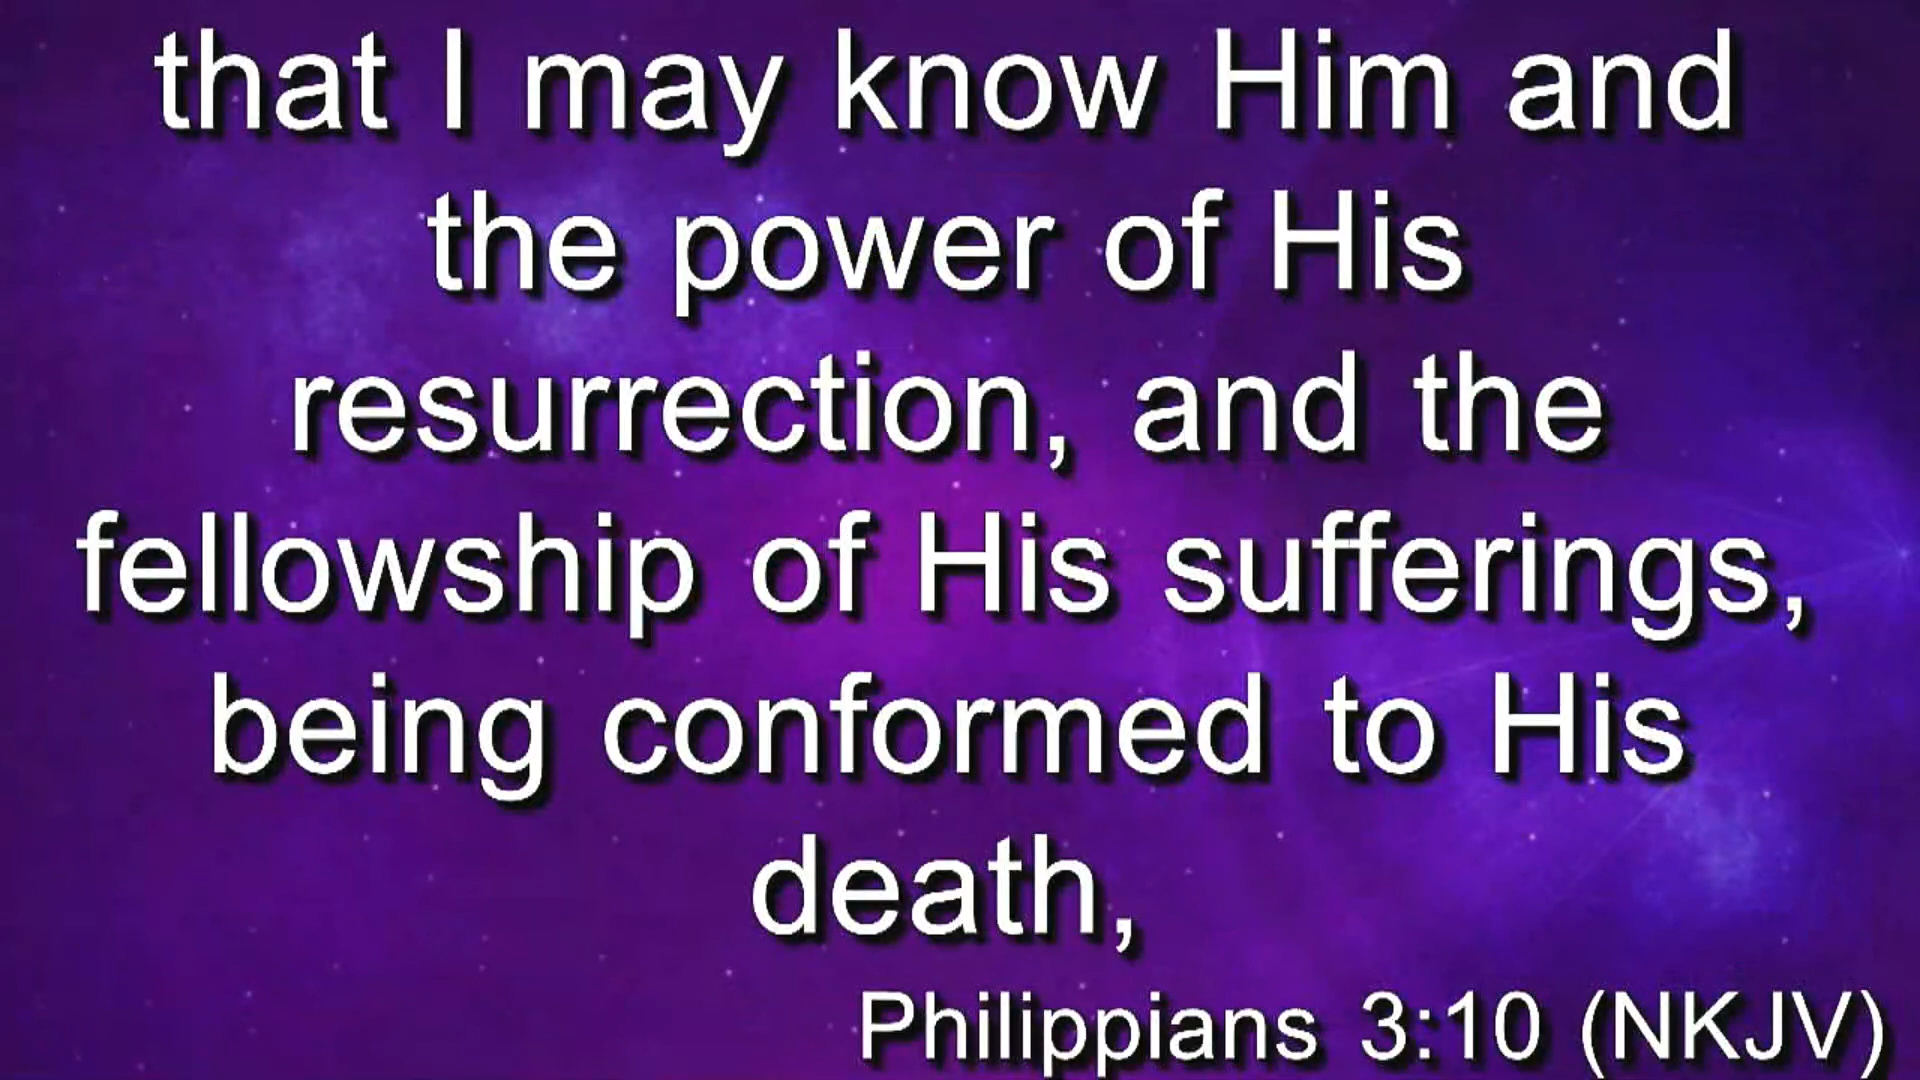 that I may know Him and
the power of His
resurrection, and the
fellowship of His sufferings,
being conformed to His
death,
Philippians 3:10 (NKJV)